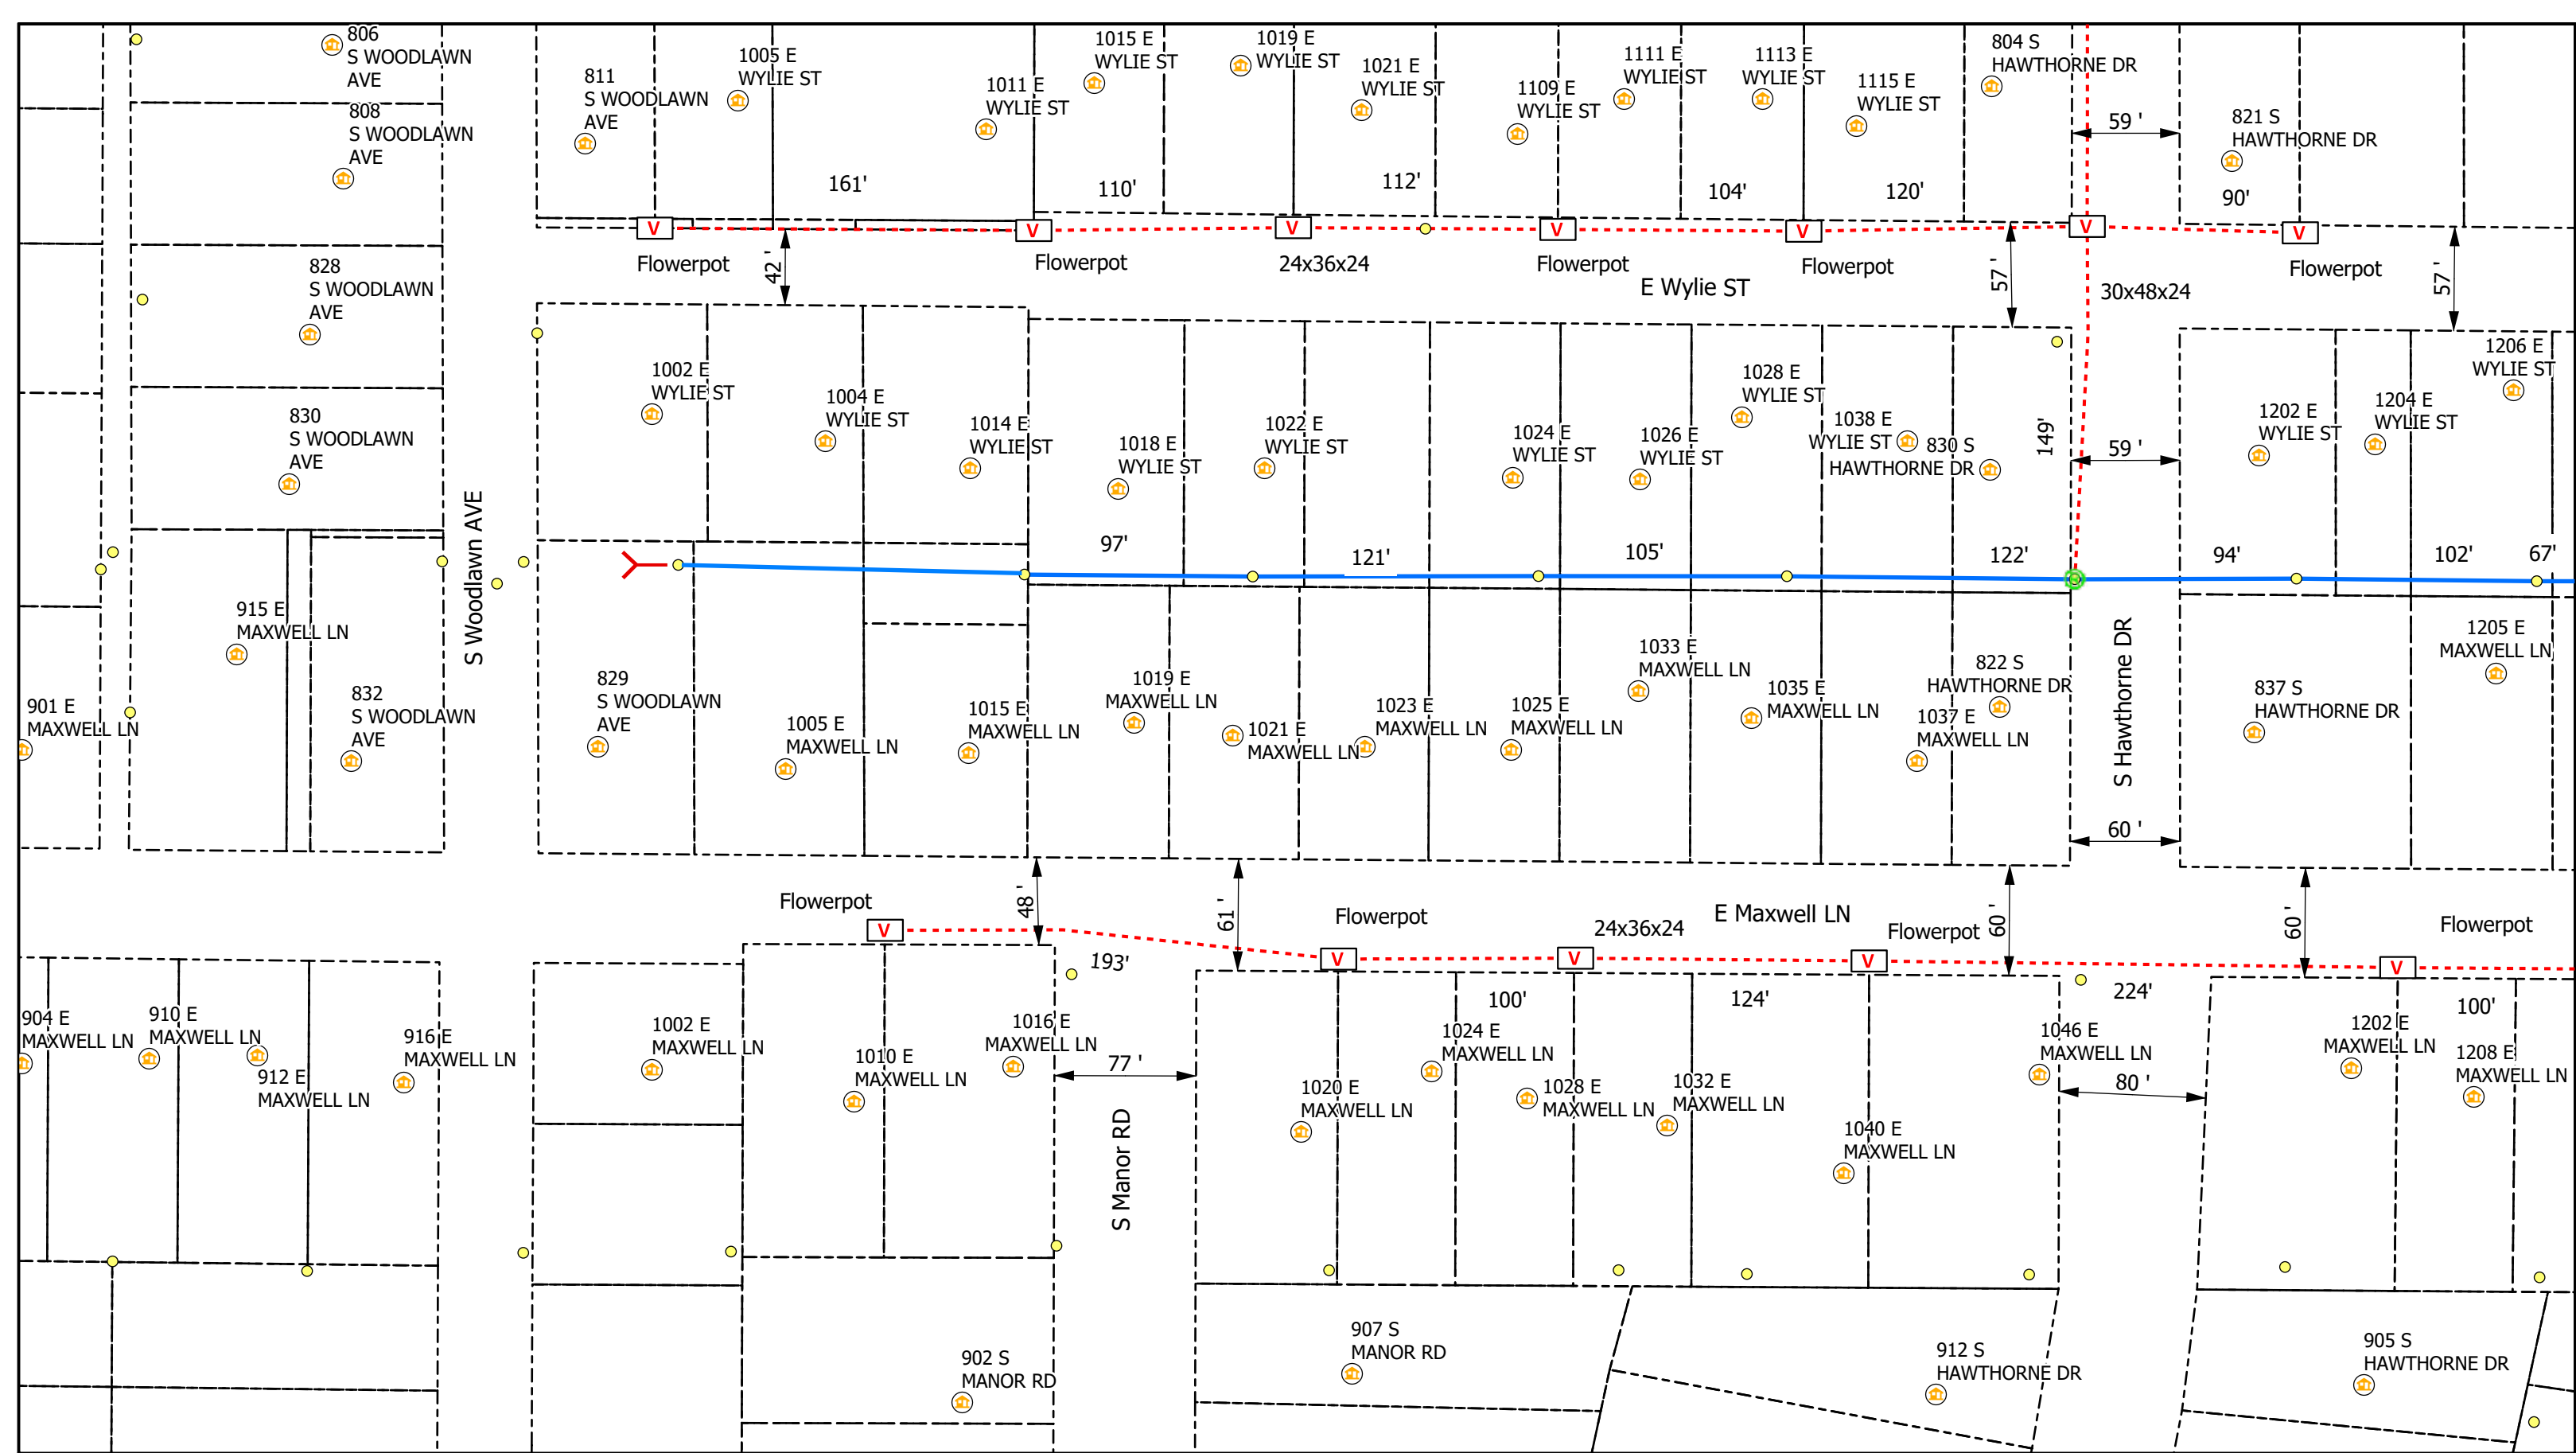 806
S WOODLAWN
AVE
808
S WOODLAWN
AVE
811
S WOODLAWN
AVE
1005 E
WYLIE ST
1011 E
WYLIE ST
1015 E
WYLIE ST
1019 E
WYLIE ST
1021 E
WYLIE ST
1109 E
WYLIE ST
1111 E
WYLIE ST
1113 E
WYLIE ST
1115 E
WYLIE ST
804 S
HAWTHORNE DR
59 '
821 S
HAWTHORNE DR
161'
110'
112'
104'
120'
90'
V
V
V
V
V
V
V
Flowerpot
42 '
Flowerpot
24x36x24
Flowerpot
Flowerpot
57 '
Flowerpot
57 '
E Wylie ST
30x48x24
828
S WOODLAWN
AVE
830
S WOODLAWN
AVE
1002 E
WYLIE ST
1004 E
WYLIE ST
1014 E
WYLIE ST
1018 E
WYLIE ST
1022 E
WYLIE ST
1024 E
WYLIE ST
1026 E
WYLIE ST
1028 E
WYLIE ST
1038 E
WYLIE ST
830 S
HAWTHORNE DR
149'
59 '
1202 E
WYLIE ST
1204 E
WYLIE ST
1206 E
WYLIE ST
S Woodlawn AVE
97'
121'
105'
122'
94'
102'
67'
915 E
MAXWELL LN
901 E
MAXWELL LN
832
S WOODLAWN
AVE
829
S WOODLAWN
AVE
1005 E
MAXWELL LN
1015 E
MAXWELL LN
1019 E
MAXWELL LN
1021 E
MAXWELL LN
1023 E
MAXWELL LN
1025 E
MAXWELL LN
1033 E
MAXWELL LN
1035 E
MAXWELL LN
822 S
HAWTHORNE DR
1037 E
MAXWELL LN
S Hawthorne DR
837 S
HAWTHORNE DR
1205 E
MAXWELL LN
60 '
Flowerpot
48 '
61 '
Flowerpot
24x36x24
E Maxwell LN
Flowerpot
60 '
60 '
Flowerpot
V
V
V
V
V
193'
100'
124'
224'
100'
904 E
MAXWELL LN
910 E
MAXWELL LN
912 E
MAXWELL LN
916 E
MAXWELL LN
1002 E
MAXWELL LN
1010 E
MAXWELL LN
1016 E
MAXWELL LN
77 '
S Manor RD
1020 E
MAXWELL LN
1024 E
MAXWELL LN
1028 E
MAXWELL LN
1032 E
MAXWELL LN
1040 E
MAXWELL LN
1046 E
MAXWELL LN
80 '
1202 E
MAXWELL LN
1208 E
MAXWELL LN
902 S
MANOR RD
907 S
MANOR RD
912 S
HAWTHORNE DR
905 S
HAWTHORNE DR